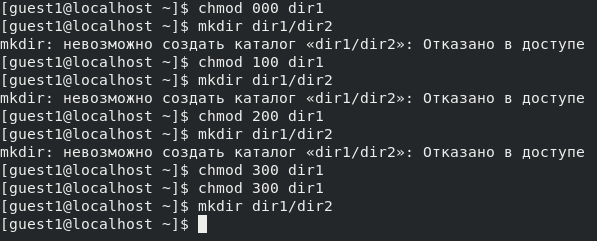 [guest1@localhost ~]$ chmod 000 dir1
[guest1@localhost ~]$ mkdir dir1/dir2
mkdir: невозможно создать каталог «dir1/dir2»: Отказано в доступе
[guest1@localhost ~]$ chmod 100 dir1
[guest1@localhost ~]$ mkdir dir1/dir2
mkdir: невозможно создать каталог «dir1/dir2»: Отказано в доступе
[guest1@localhost ~]$ chmod 200 dir1
[guest1@localhost ~]$ mkdir dir1/dir2
mkdir: невозможно создать каталог «dir1/dir2»: Отказано в доступе
[guest1@localhost ~]$ chmod 300 dir1
[guest1@localhost ~]$ chmod 300 dir1
[guest1@localhost ~]$ mkdir dir1/dir2
[guest1@localhost ~]$